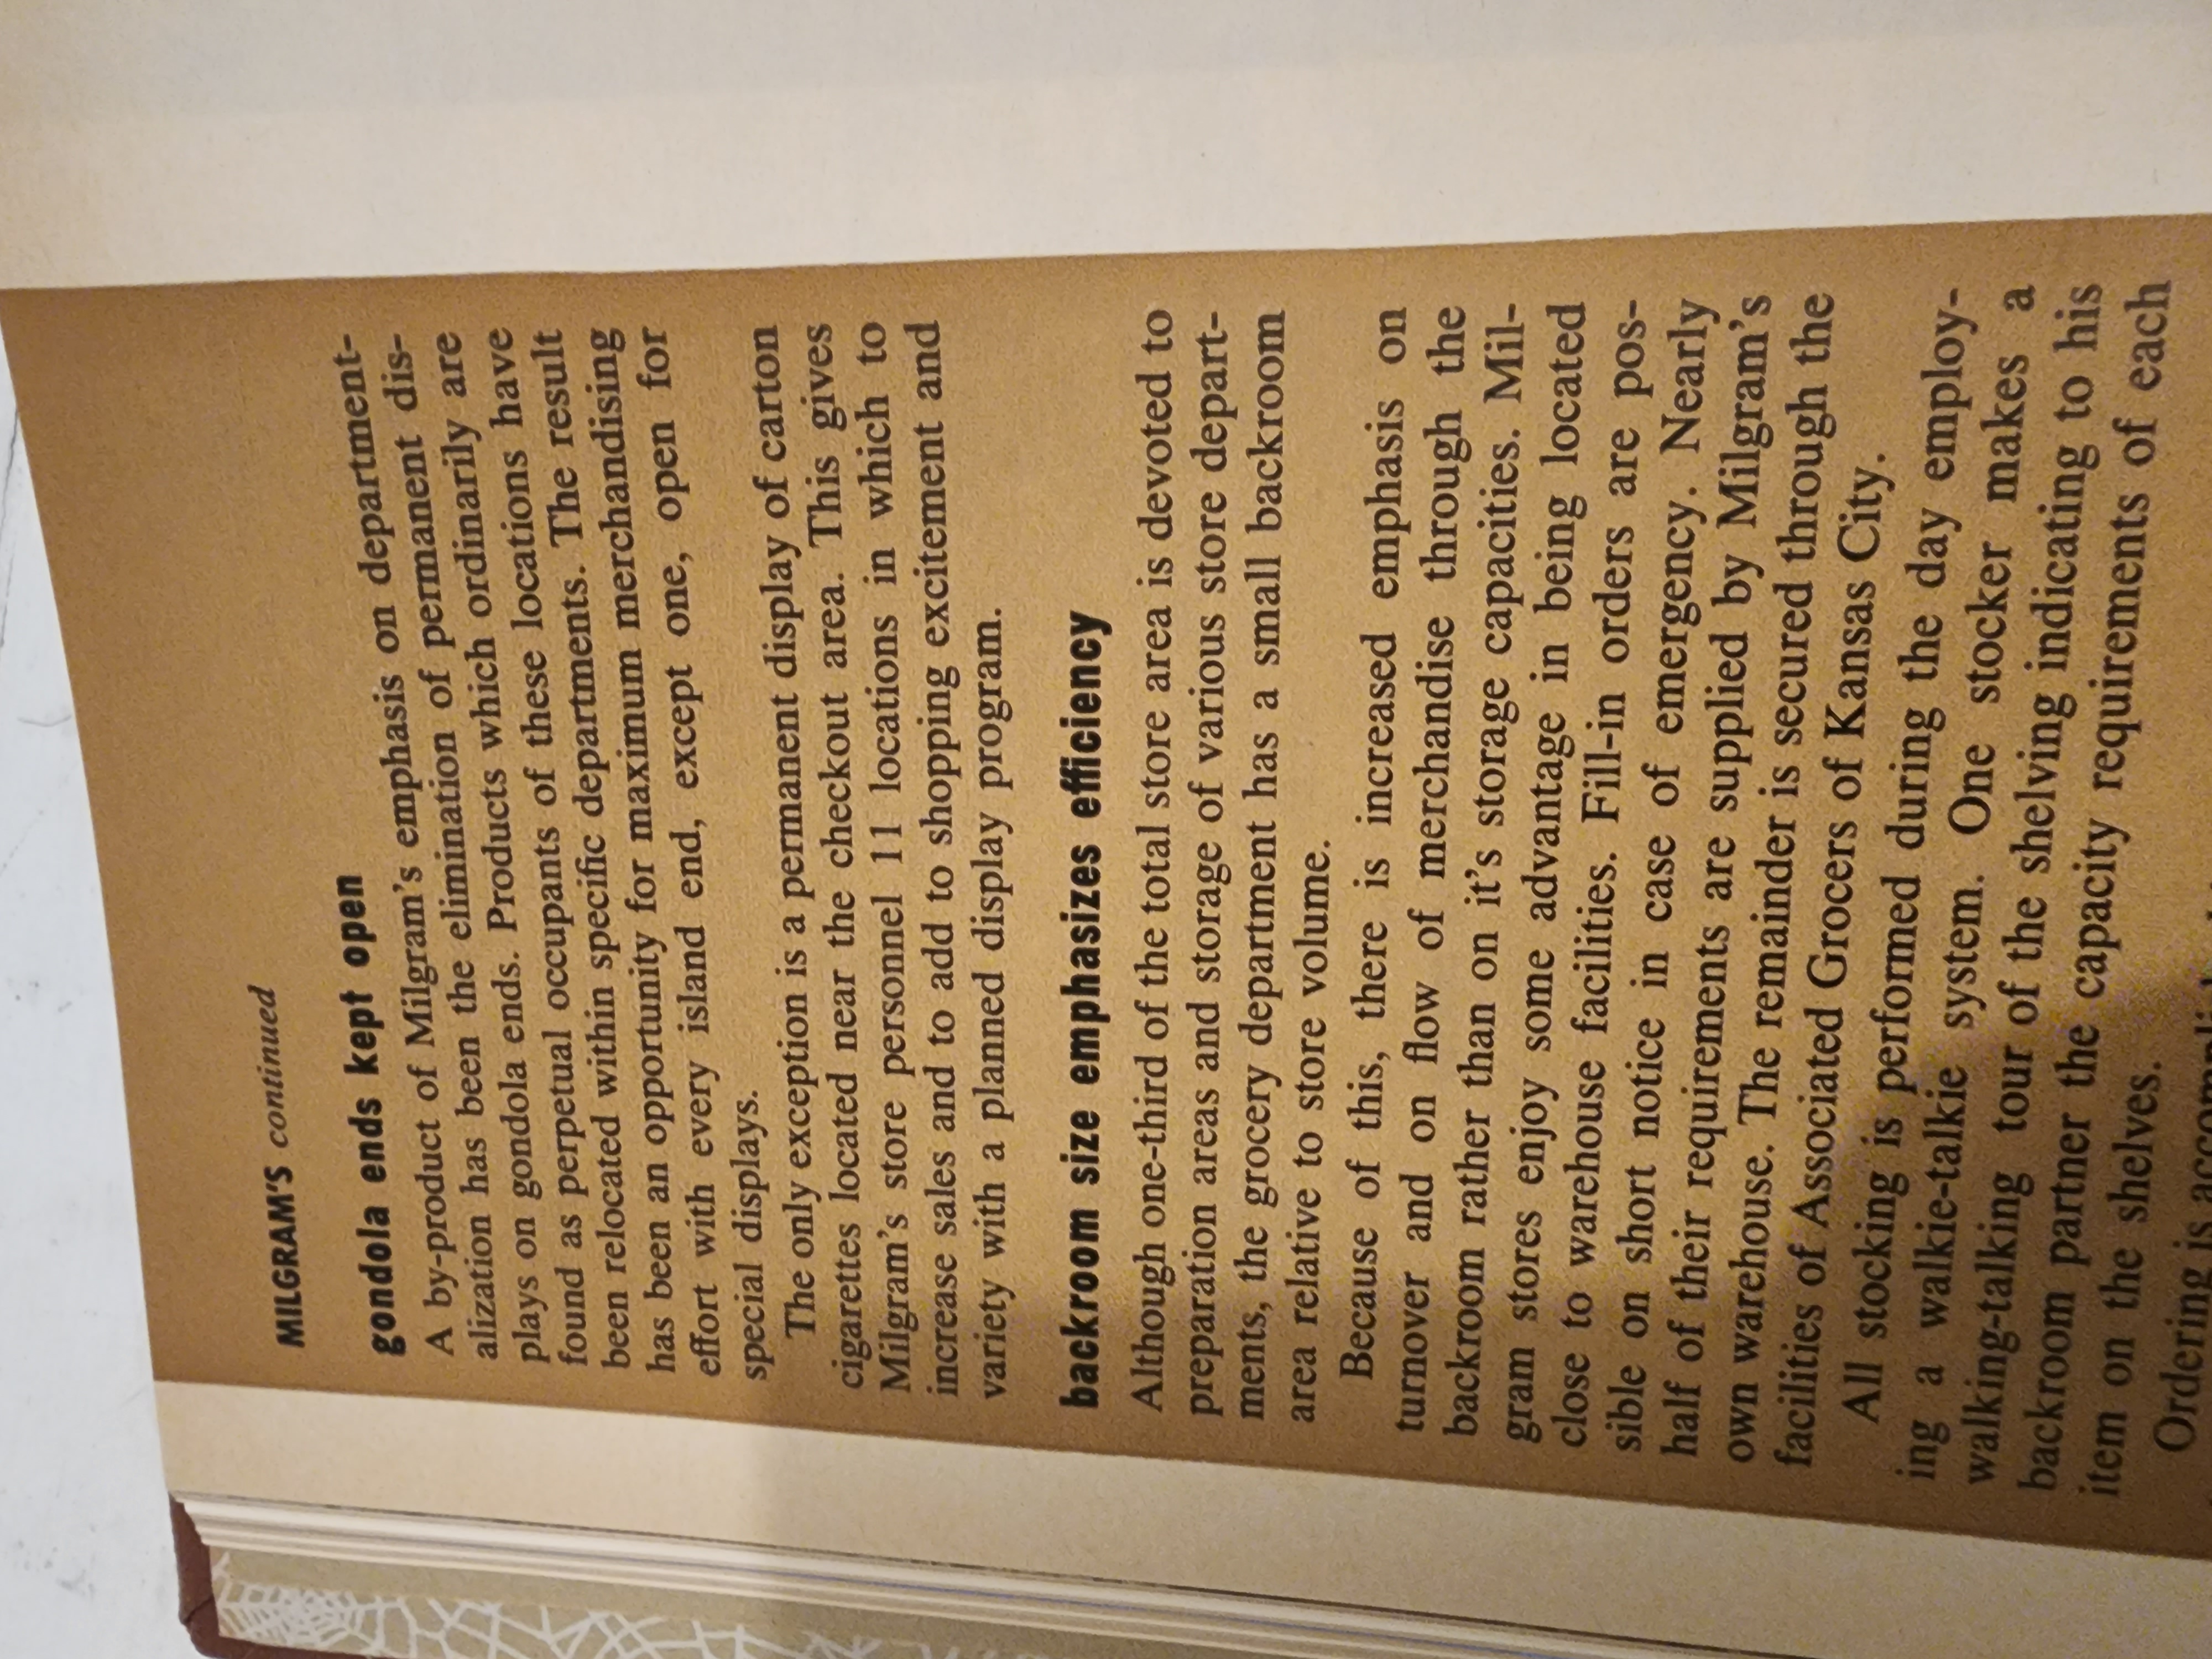 MILGRAM'S continued
gondola ends kept open
A by-product of Milgram's emphasis on department-
alization has been the elimination of permanent dis-
plays on gondola ends. Products which ordinarily are
found as perpetual occupants of these locations have
been relocated within specific departments. The result
has been an opportunity for maximum merchandising
effort with every island end, except one, open for
special displays.
The only exception is a permanent display of carton
cigarettes located near the checkout area. This gives
Milgram's store personnel 11 locations in which to
increase sales and to add to shopping excitement and
variety with a planned display program.
backroom size emphasizes efficiency
Although one-third of the total store area is devoted to
preparation areas and storage of various store depart-
ments, the grocery department has a small backroom
area relative to store volume.
Because of this, there is increased emphasis on
turnover and on flow of merchandise through the
backroom rather than on it's storage capacities. Mil-
gram stores enjoy some advantage in being located
close to warehouse facilities. Fill-in orders are pos-
sible on short notice in case of emergency. Nearly
half of their requirements are supplied by Milgram's
own warehouse. The remainder is secured through the
facilities of Associated Grocers of Kansas City.
All stocking is performed during the day employ-
ing a walkie-talkie system. One stocker makes a
walking-talking tour of the shelving indicating to his
backroom partner the capacity requirements of each
item on the shelves.
Ordering is